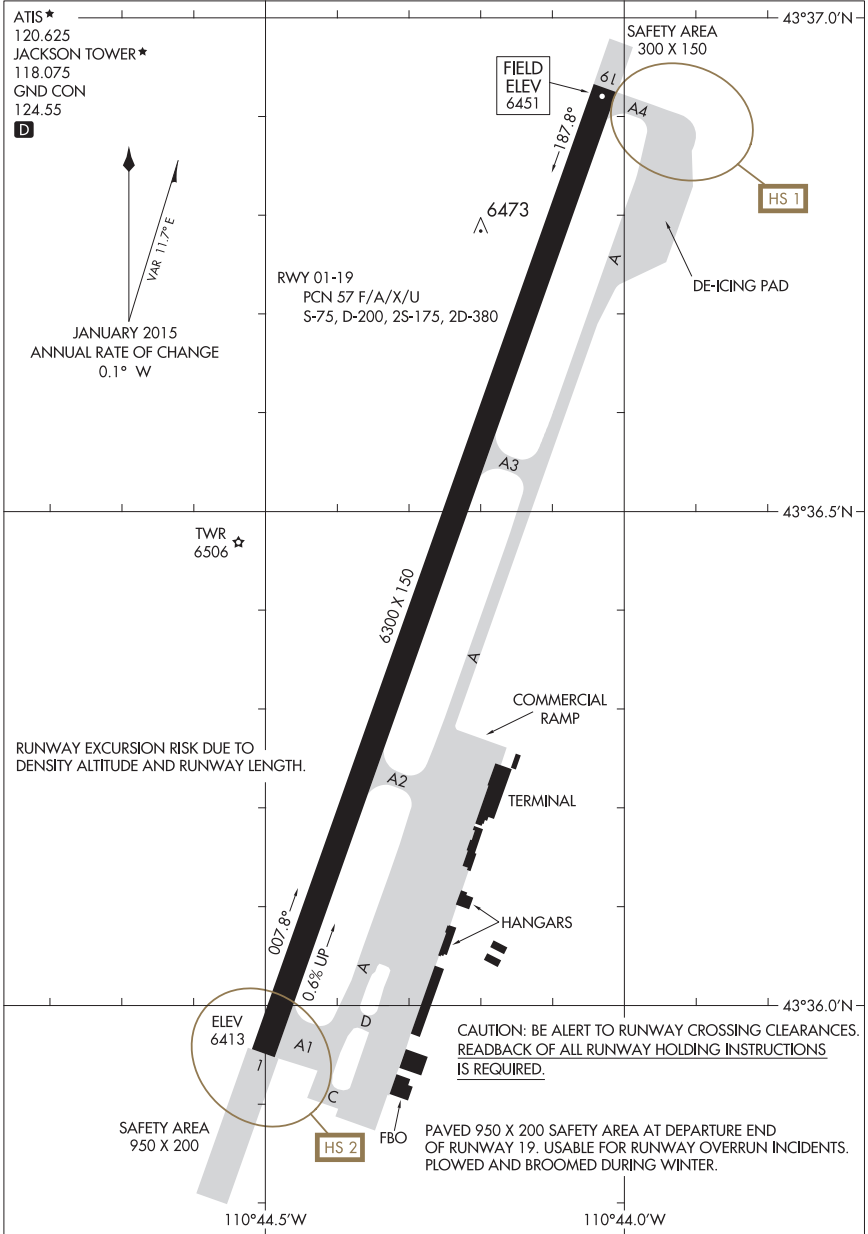 ATIS★
120.625
JACKSON TOWER★
118.075
GND CON
124.55
D
43°37.0'N
SAFETY AREA
300 X 150
FIELD
ELEV
6451
19
A4
187.8°
HS 1
VAR 11.7° E
6473
A
DE-ICING PAD
RWY 01-19
PCN 57 F/A/X/U
S-75, D-200, 2S-175, 2D-380
JANUARY 2015
ANNUAL RATE OF CHANGE
0.1° W
A3
43°36.5'N
TWR
6506
6300 X 150
A
COMMERCIAL
RAMP
RUNWAY EXCURSION RISK DUE TO
DENSITY ALTITUDE AND RUNWAY LENGTH.
A2
TERMINAL
007.8°
HANGARS
0.6% UP
A
43°36.0'N
ELEV
6413
D
A1
1
C
CAUTION: BE ALERT TO RUNWAY CROSSING CLEARANCES.
READBACK OF ALL RUNWAY HOLDING INSTRUCTIONS
IS REQUIRED.
SAFETY AREA
950 X 200
HS 2
FBO
PAVED 950 X 200 SAFETY AREA AT DEPARTURE END
OF RUNWAY 19. USABLE FOR RUNWAY OVERRUN INCIDENTS.
PLOWED AND BROOMED DURING WINTER.
110°44.5'W
110°44.0'W